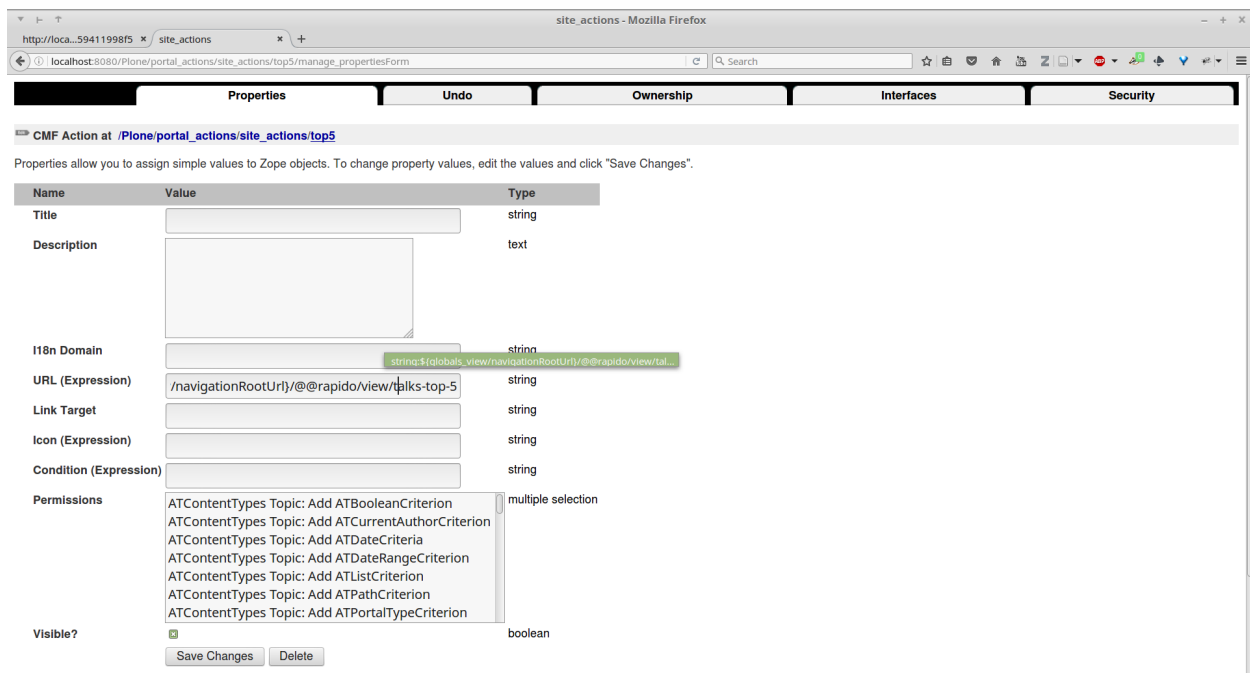 site_actions - Mozilla Firefox
http://loca...59411998f5 × site_actions × +
localhost:8080/Plone/portal_actions/site_actions/top5/manage_propertiesForm Search
Properties Undo Ownership Interfaces Security
CMF Action at /Plone/portal_actions/site_actions/top5
Properties allow you to assign simple values to Zope objects. To change property values, edit the values and click "Save Changes".
Name Value Type
Title string
Description text
I18n Domain string
string:${globals_view/navigationRootUrl}/@@rapido/view/tal...
URL (Expression) /navigationRootUrl}/@@rapido/view/talks-top-5 string
Link Target string
Icon (Expression) string
Condition (Expression) string
Permissions ATContentTypes Topic: Add ATBooleanCriterion multiple selection
ATContentTypes Topic: Add ATCurrentAuthorCriterion
ATContentTypes Topic: Add ATDateCriteria
ATContentTypes Topic: Add ATDateRangeCriterion
ATContentTypes Topic: Add ATListCriterion
ATContentTypes Topic: Add ATPathCriterion
ATContentTypes Topic: Add ATPortalTypeCriterion
Visible? boolean
Save Changes Delete